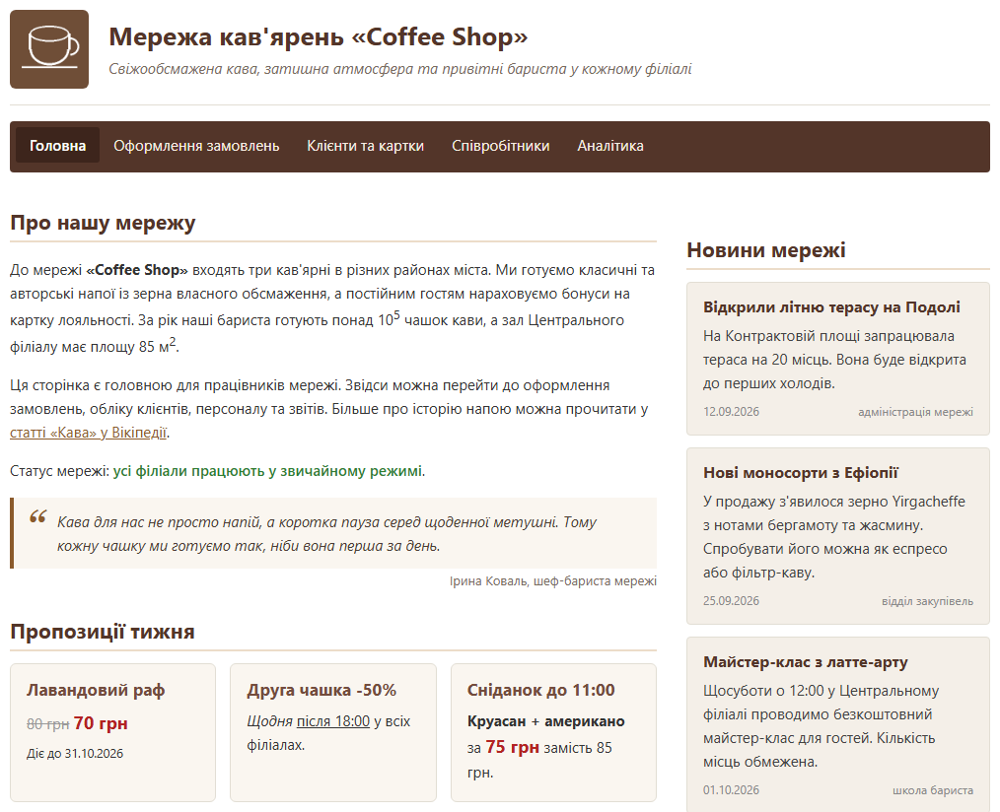 Мережа кав'ярень «Coffee Shop»
Свіжообсмажена кава, затишна атмосфера та привітні бариста у кожному філіалі
Головна
Оформлення замовлень
Клієнти та картки
Співробітники
Аналітика
Про нашу мережу
До мережі «Coffee Shop» входять три кав'ярні в різних районах міста. Ми готуємо класичні та
авторські напої із зерна власного обсмаження, а постійним гостям нараховуємо бонуси на
картку лояльності. За рік наші бариста готують понад 10⁵ чашок кави, а зал Центрального
філіалу має площу 85 м².
Ця сторінка є головною для працівників мережі. Звідси можна перейти до оформлення
замовлень, обліку клієнтів, персоналу та звітів. Більше про історію напою можна прочитати у
статті «Кава» у Вікіпедії.
Статус мережі: усі філіали працюють у звичайному режимі.
“ Кава для нас не просто напій, а коротка пауза серед щоденної метушні. Тому
кожну чашку ми готуємо так, ніби вона перша за день.
Ірина Коваль, шеф-бариста мережі
Пропозиції тижня
Лавандовий раф
80 грн 70 грн
Діє до 31.10.2026
Друга чашка -50%
Щодня після 18:00 у всіх
філіалах.
Сніданок до 11:00
Круасан + американо
за 75 грн замість 85
грн.
Новини мережі
Відкрили літню терасу на Подолі
На Контрактовій площі запрацювала
тераса на 20 місць. Вона буде відкрита
до перших холодів.
12.09.2026
адміністрація мережі
Нові моносорти з Ефіопії
У продажу з'явилося зерно Yirgacheffe
з нотами бергамоту та жасмину.
Спробувати його можна як еспресо
або фільтр-каву.
25.09.2026
відділ закупівель
Майстер-клас з латте-арту
Щосуботи о 12:00 у Центральному
філіалі проводимо безкоштовний
майстер-клас для гостей. Кількість
місць обмежена.
01.10.2026
школа бариста